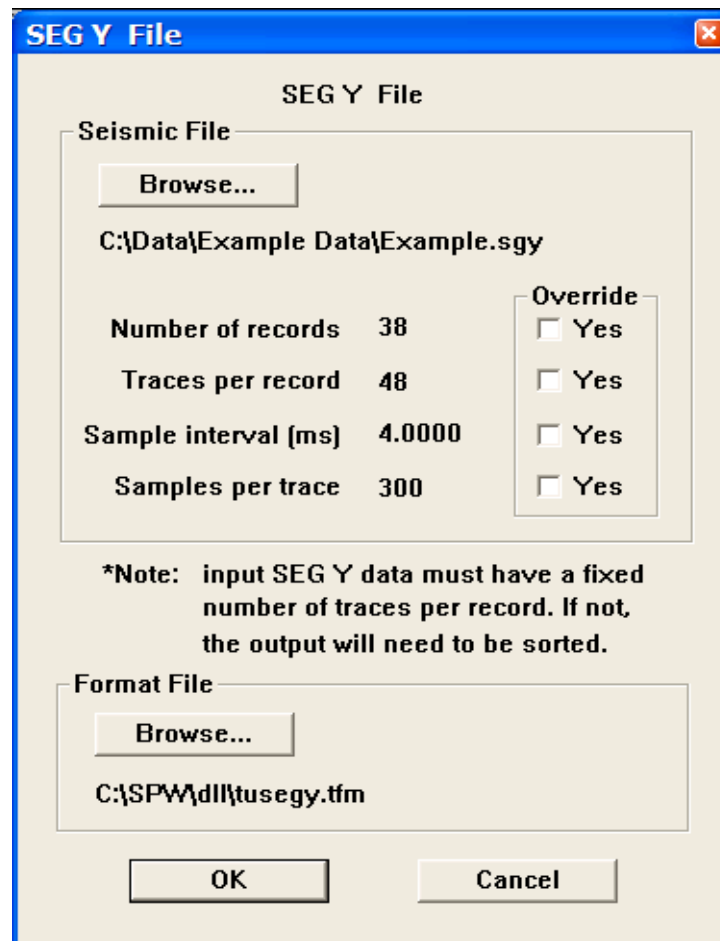 SEG Y File
SEG Y File
Seismic File
Browse...
C:\Data\Example Data\Example.sgy
Override
Number of records 38 Yes
Traces per record 48 Yes
Sample interval (ms) 4.0000 Yes
Samples per trace 300 Yes
*Note: input SEG Y data must have a fixed
number of traces per record. If not,
the output will need to be sorted.
Format File
Browse...
C:\SPW\dll\tusegy.tfm
OK Cancel